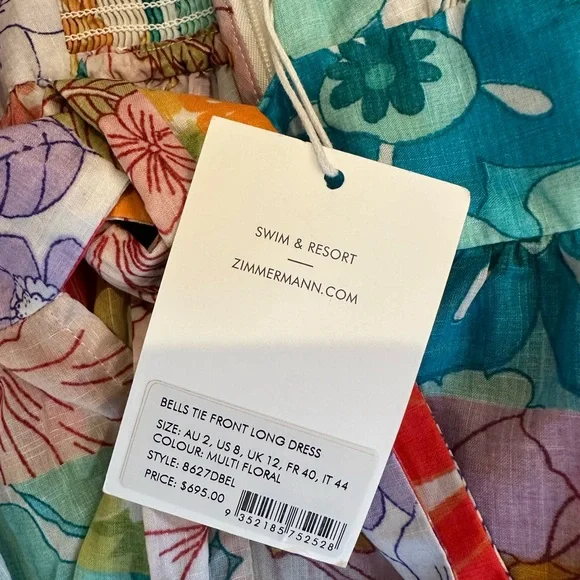 SWIM & RESORT
ZIMMERMANN.COM
BELLS TIE FRONT LONG DRESS
SIZE: AU 2, US 8, UK 12, FR 40, IT 44
COLOUR: MULTI FLORAL
STYLE: 8627DBEL
PRICE: $695.00
9 352185 752528